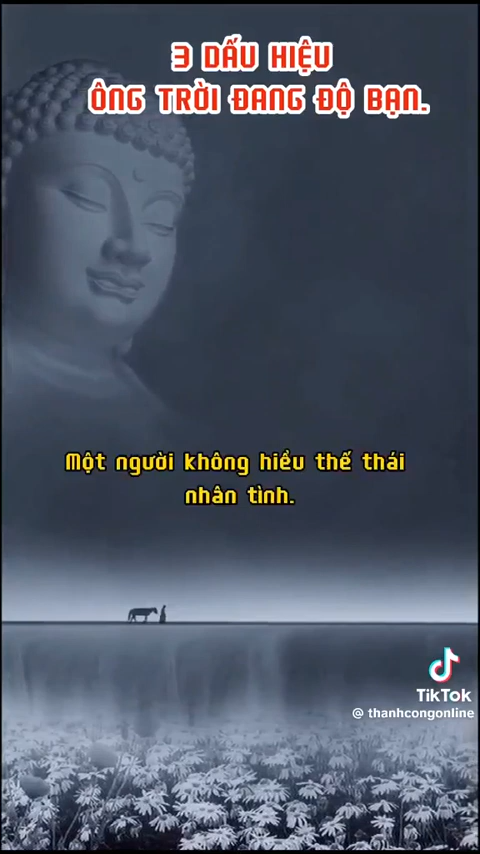 3 DẤU HIỆU
ÔNG TRỜI ĐANG ĐỘ BẠN.
Một người không hiểu thế thái
nhân tình.
TikTok
@ thanhcongonline